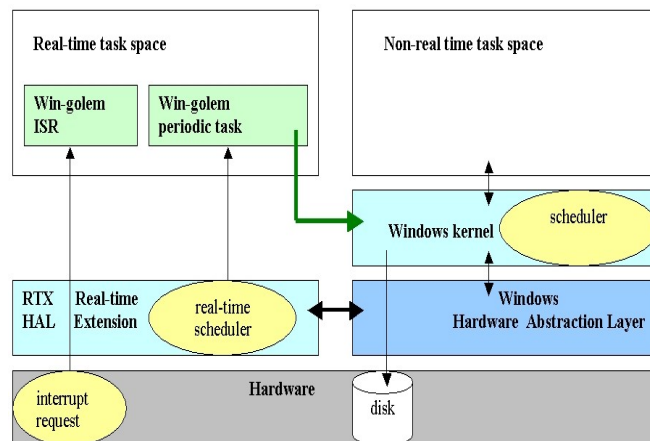 Real-time task space
Non-real time task space
Win-golem
ISR
Win-golem
periodic task
scheduler
Windows kernel
RTX
HAL
Real-time
Extension
real-time
scheduler
Windows
Hardware Abstraction Layer
Hardware
interrupt
request
disk